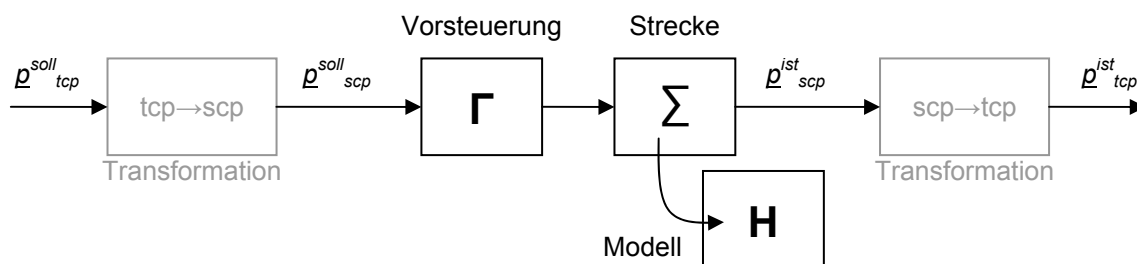 Vorsteuerung
Strecke
p^soll_tcp
tcp→scp
Transformation
p^soll_scp
Γ
∑
p^ist_scp
scp→tcp
Transformation
p^ist_tcp
Modell
H